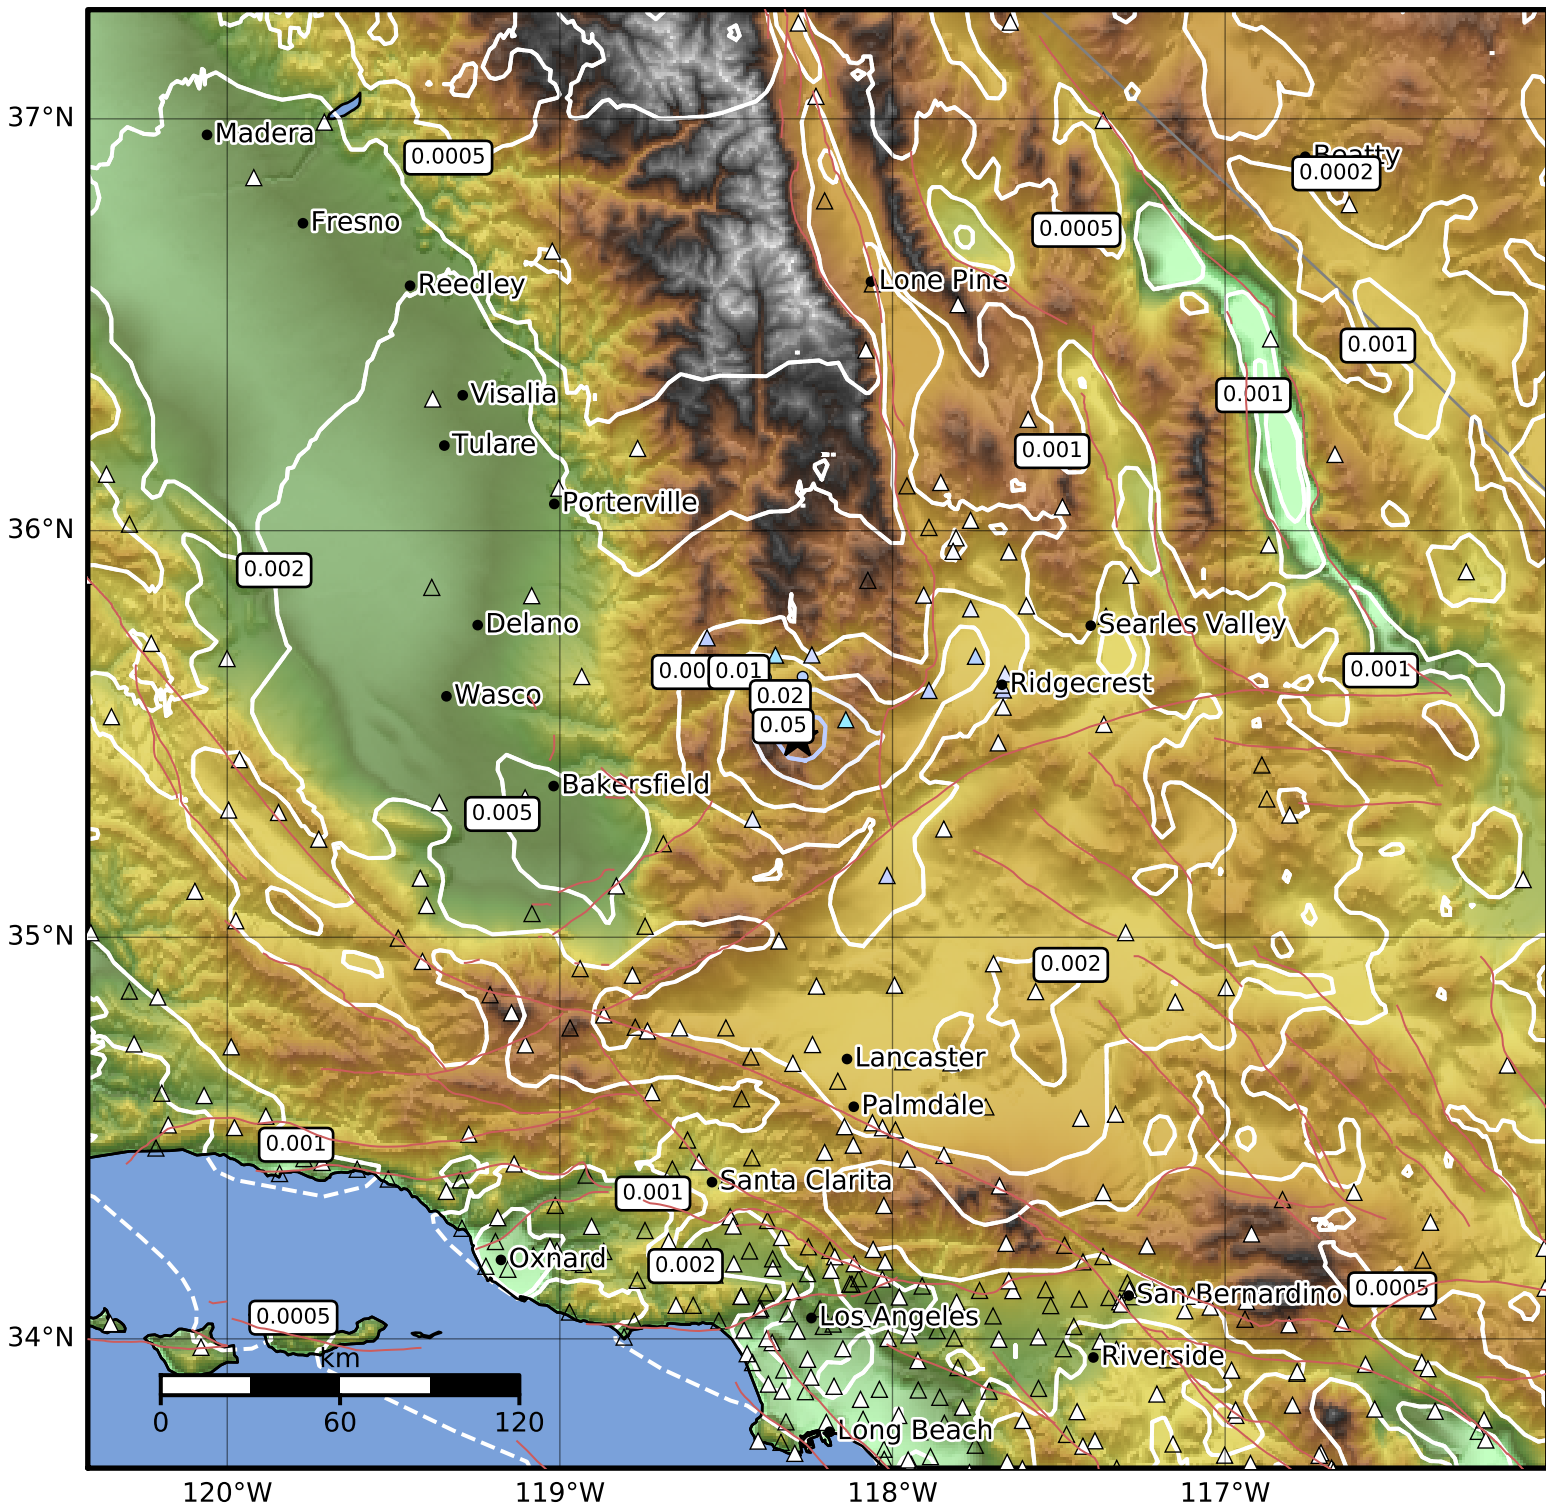 37°N
Madera
0.0005
Beatty
0.0002
Fresno
0.0005
Reedley
Lone Pine
0.001
Visalia
0.001
Tulare
0.001
Porterville
36°N
0.002
Delano
Searles Valley
0.00
0.01
0.001
Ridgecrest
Wasco
0.02
0.05
Bakersfield
0.005
35°N
0.002
Lancaster
Palmdale
0.001
Santa Clarita
0.001
Oxnard
0.002
San Bernardino
0.0005
0.0005
Los Angeles
34°N
km
Riverside
0 60 120
Long Beach
120°W 119°W 118°W 117°W